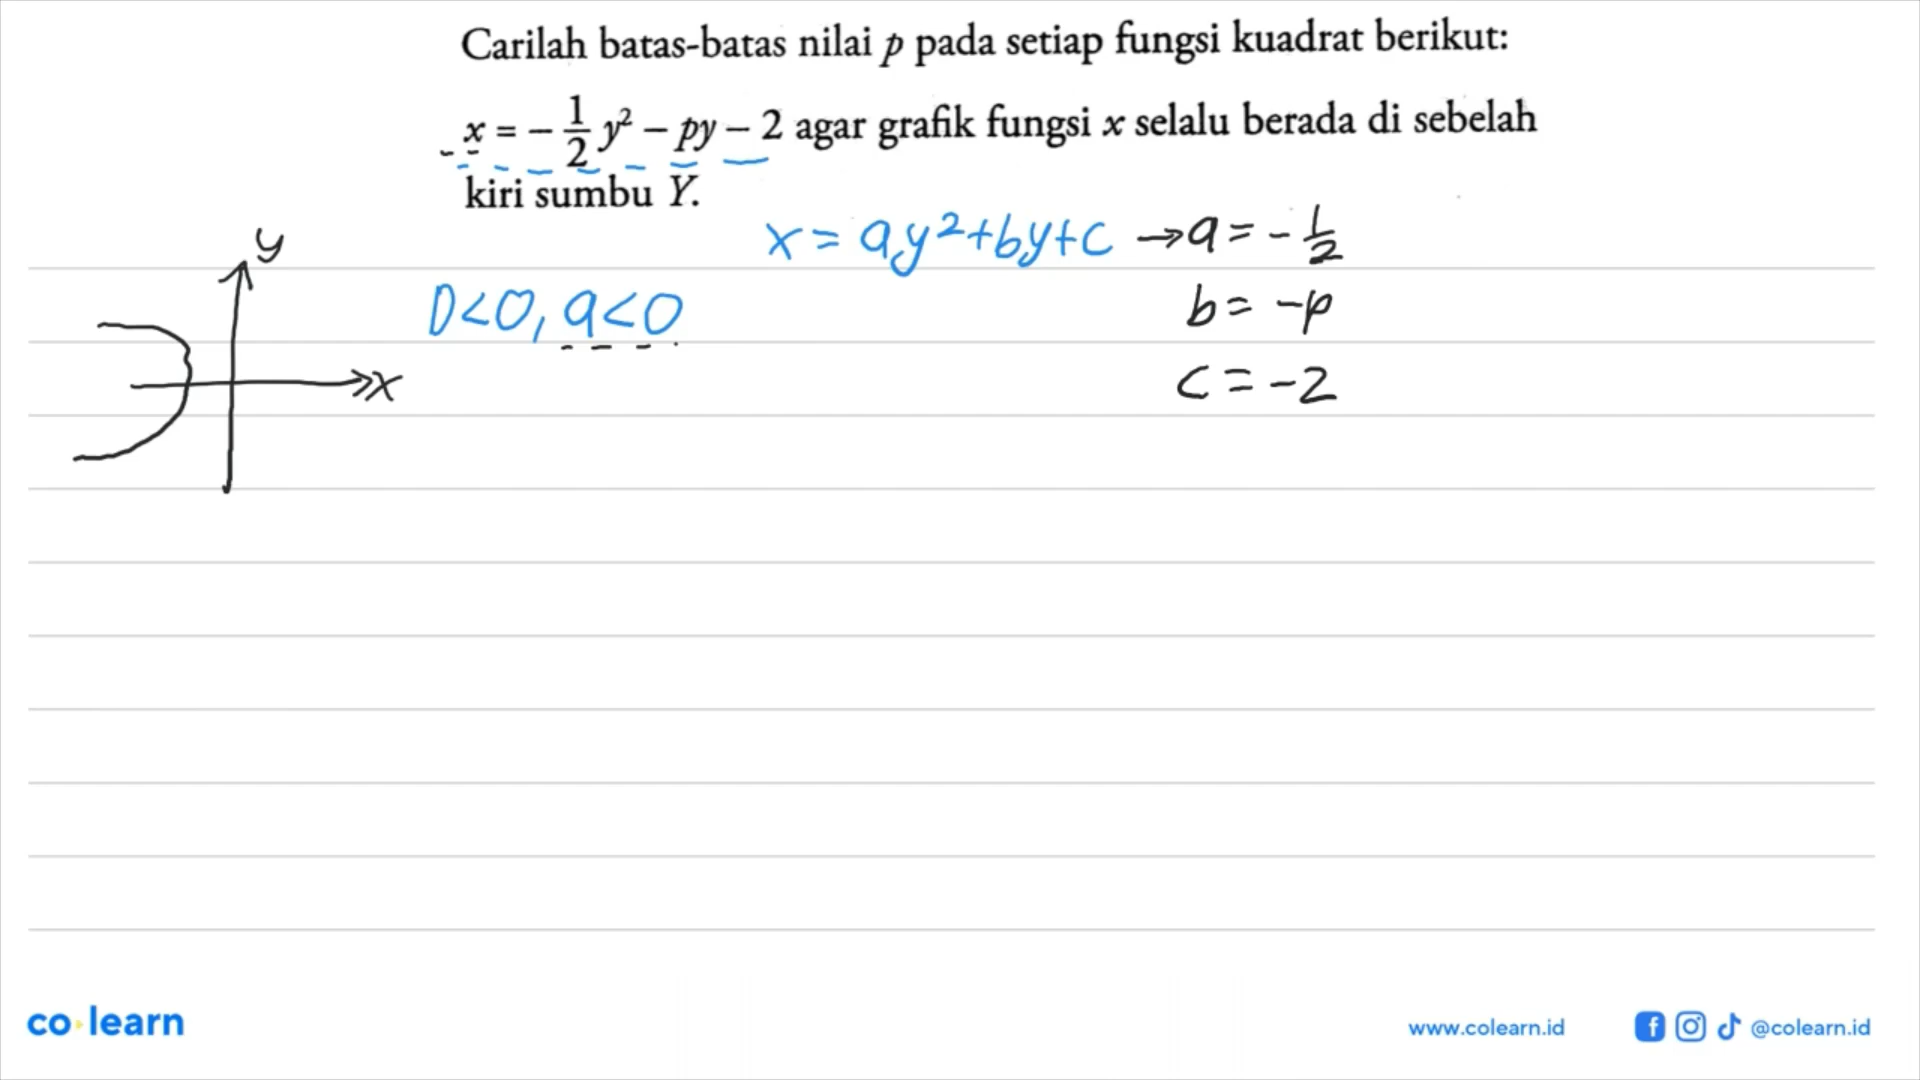 Carilah batas-batas nilai p pada setiap fungsi kuadrat berikut:
x = - 1/2 y² - py - 2 agar grafik fungsi x selalu berada di sebelah
kiri sumbu Y.
x = ay²+by+c → a = - 1/2
b = -p
c = -2
D<0, a<0
y
x
co learn
www.colearn.id
@colearn.id